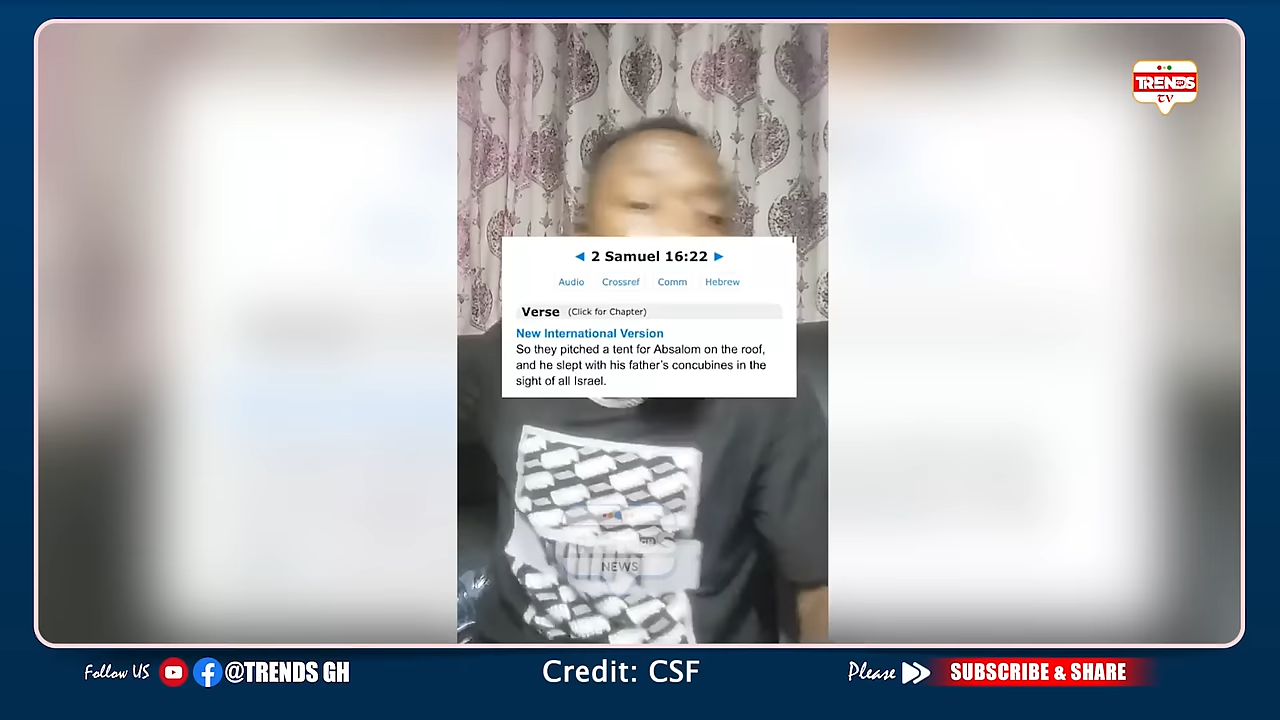 TRENDS
TV
2 Samuel 16:22
Audio Crossref Comm Hebrew
Verse (Click for Chapter)
New International Version
So they pitched a tent for Absalom on the roof,
and he slept with his father's concubines in the
sight of all Israel.
GH
NEWS
Follow US @TRENDS GH
Credit: CSF
Please SUBSCRIBE & SHARE